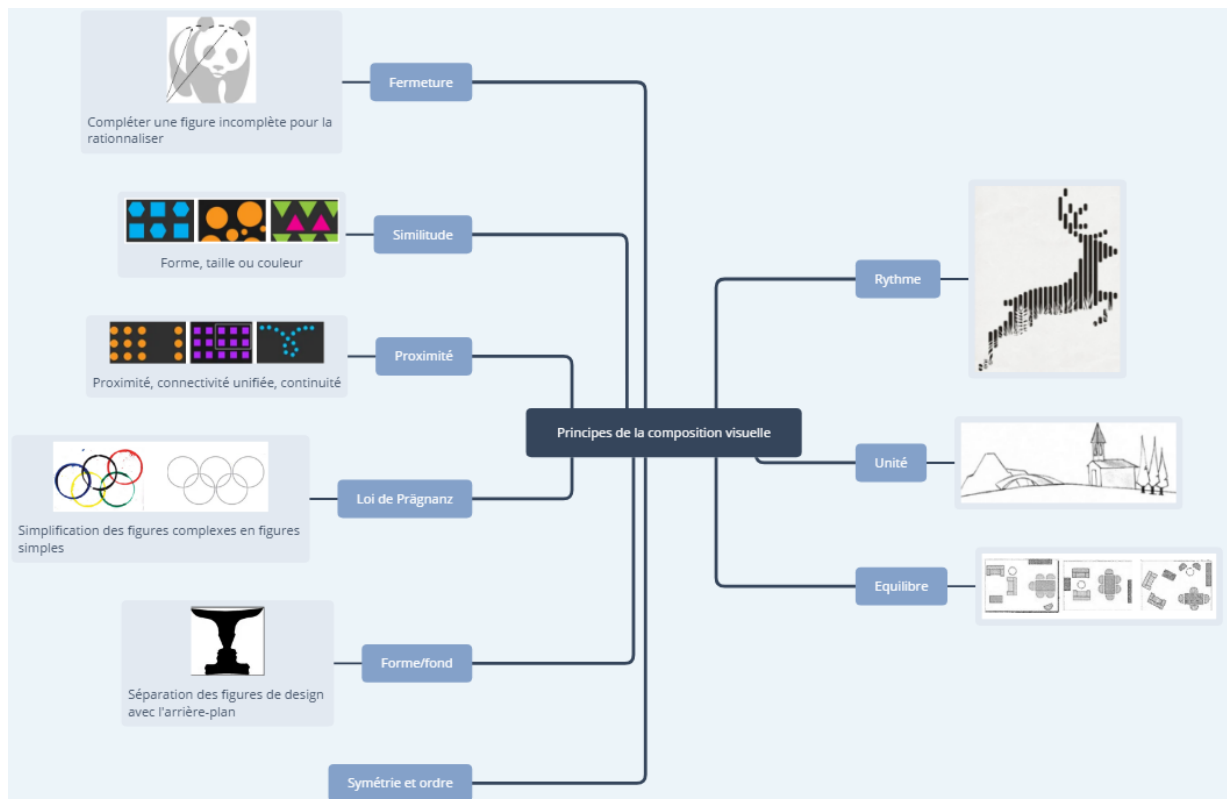 Fermeture
Compléter une figure incomplète pour la
rationnaliser
Similitude
Forme, taille ou couleur
Proximité
Proximité, connectivité unifiée, continuité
Loi de Prägnanz
Simplification des figures complexes en figures
simples
Forme/fond
Séparation des figures de design
avec l'arrière-plan
Symétrie et ordre
Principes de la composition visuelle
Rythme
Unité
Equilibre